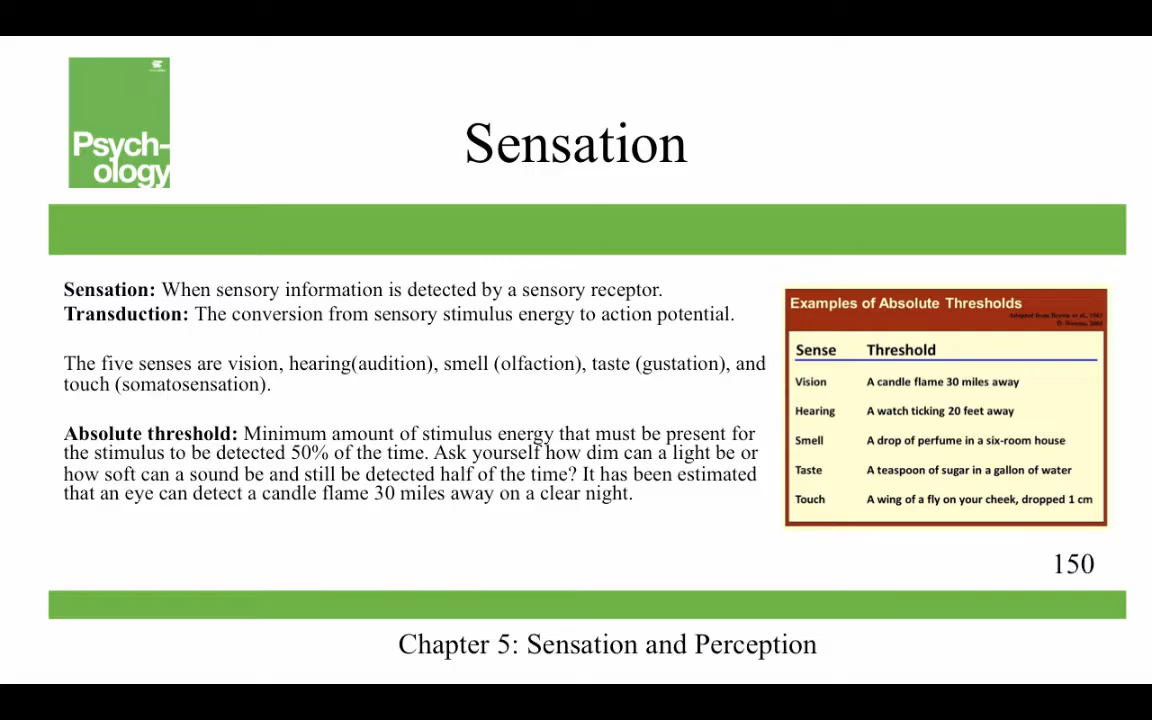 Psych-
ology
Sensation
Sensation: When sensory information is detected by a sensory receptor.
Transduction: The conversion from sensory stimulus energy to action potential.
The five senses are vision, hearing(audition), smell (olfaction), taste (gustation), and
touch (somatosensation).
Absolute threshold: Minimum amount of stimulus energy that must be present for
the stimulus to be detected 50% of the time. Ask yourself how dim can a light be or
how soft can a sound be and still be detected half of the time? It has been estimated
that an eye can detect a candle flame 30 miles away on a clear night.
Examples of Absolute Thresholds
Adapted from Brown et al., 1962
Sense Threshold
Vision A candle flame 30 miles away
Hearing A watch ticking 20 feet away
Smell A drop of perfume in a six-room house
Taste A teaspoon of sugar in a gallon of water
Touch A wing of a fly on your cheek, dropped 1 cm
150
Chapter 5: Sensation and Perception